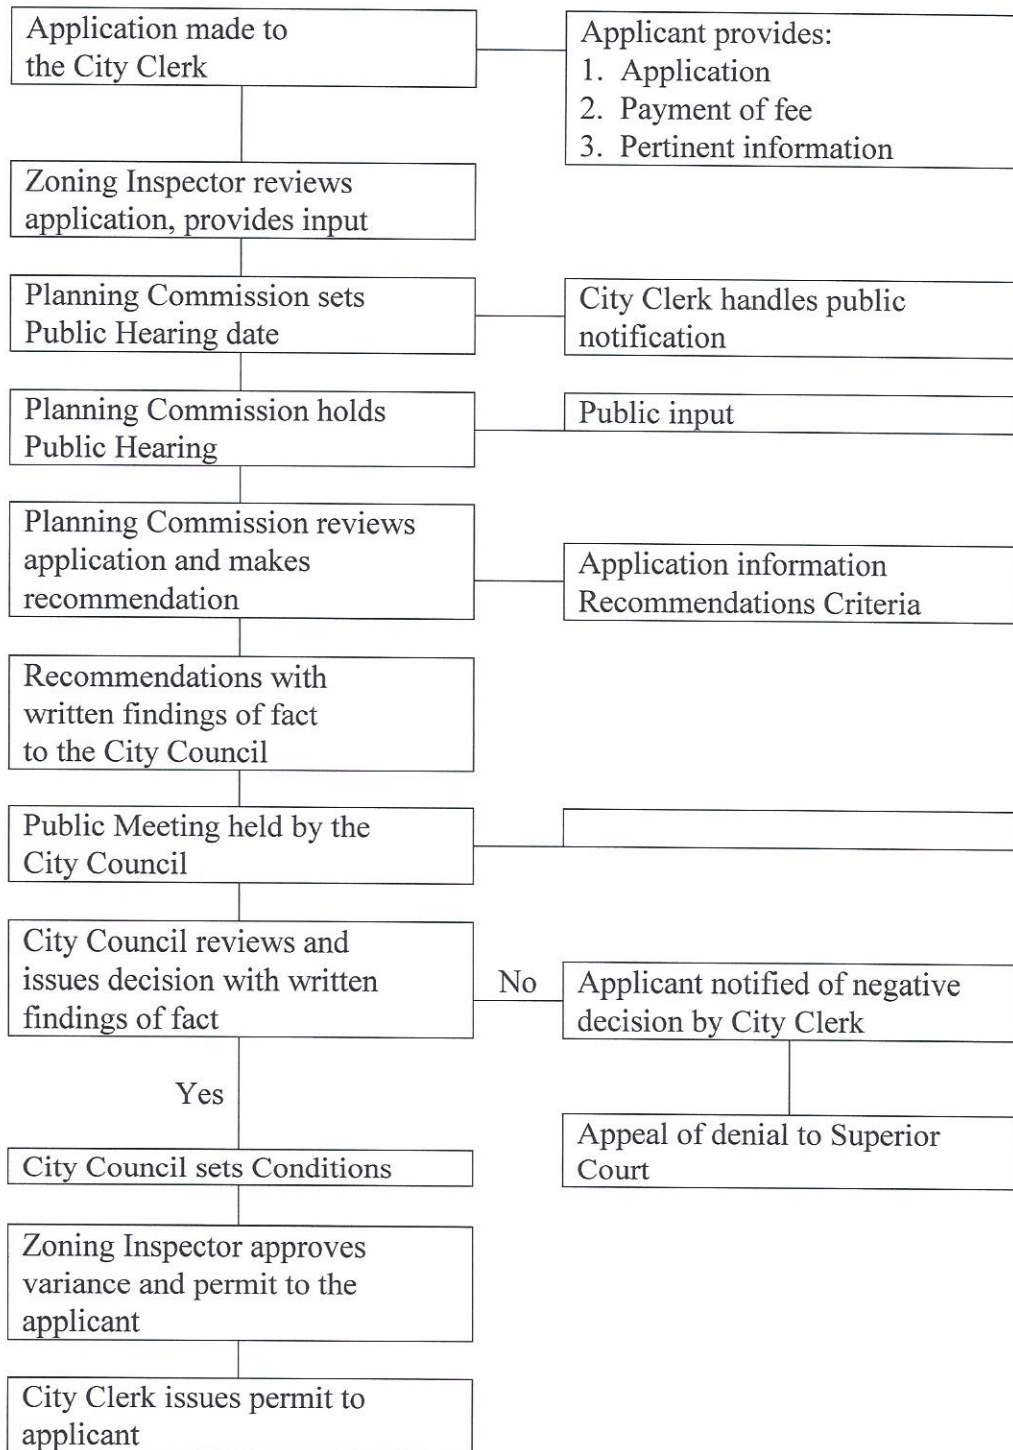 Application made to
the City Clerk
Applicant provides:
1. Application
2. Payment of fee
3. Pertinent information
Zoning Inspector reviews
application, provides input
Planning Commission sets
Public Hearing date
City Clerk handles public
notification
Planning Commission holds
Public Hearing
Public input
Planning Commission reviews
application and makes
recommendation
Application information
Recommendations Criteria
Recommendations with
written findings of fact
to the City Council
Public Meeting held by the
City Council
City Council reviews and
issues decision with written
findings of fact
No
Applicant notified of negative
decision by City Clerk
Yes
Appeal of denial to Superior
Court
City Council sets Conditions
Zoning Inspector approves
variance and permit to the
applicant
City Clerk issues permit to
applicant